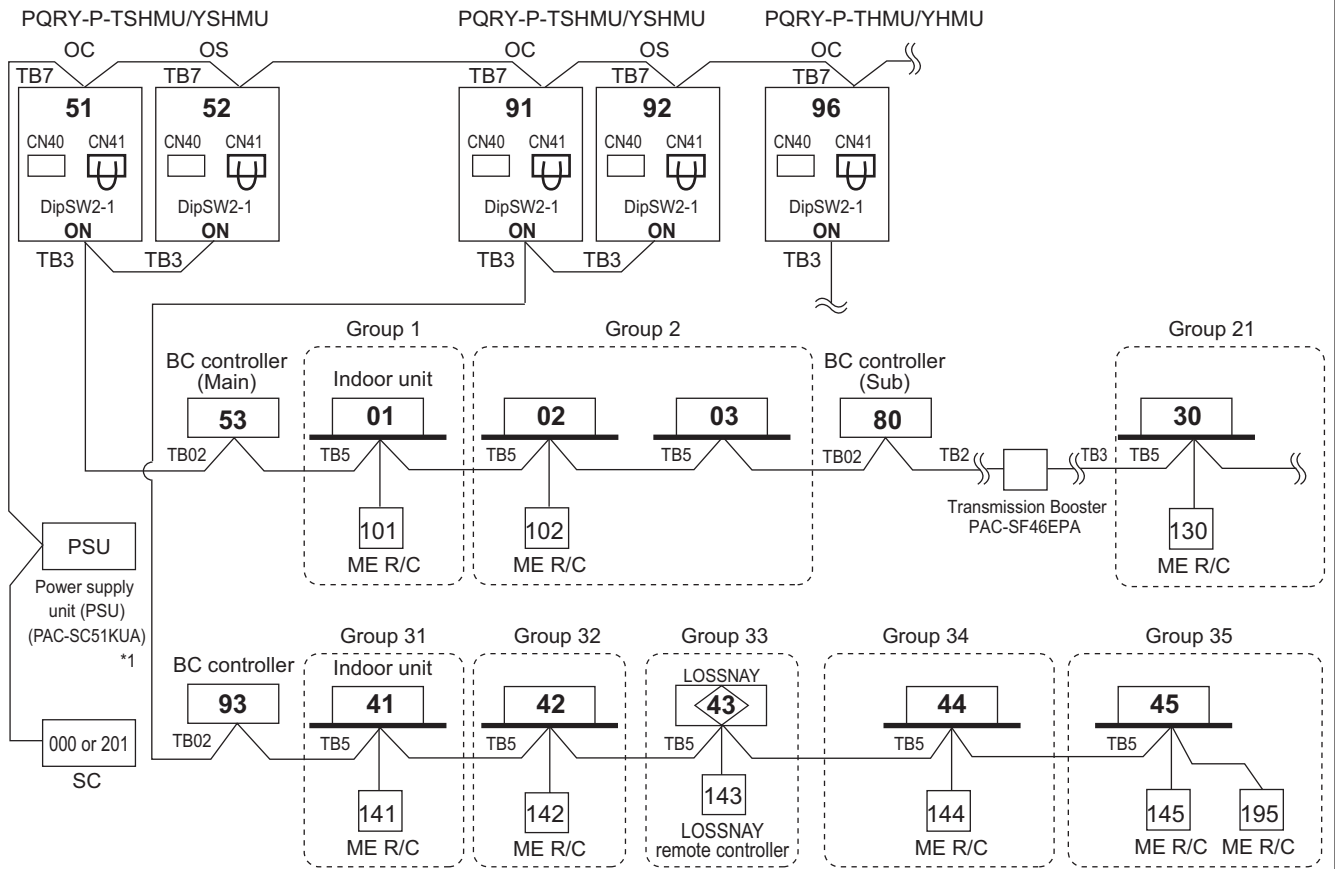 PQRY-P-TSHMU/YSHMU PQRY-P-TSHMU/YSHMU PQRY-P-THMU/YHMU
OC OS OC OS OC
TB7 TB7 TB7 TB7 TB7
51 52 91 92 96
CN40 CN41 CN40 CN41 CN40 CN41 CN40 CN41 CN40 CN41
DipSW2-1 DipSW2-1 DipSW2-1 DipSW2-1 DipSW2-1
ON ON ON ON ON
TB3 TB3 TB3 TB3 TB3
Group 1 Group 2 Group 21
BC controller
(Main)
Indoor unit
BC controller
(Sub)
53 01 02 03 80 30
TB02 TB5 TB5 TB5 TB02 TB2 TB3 TB5
Transmission Booster
PAC-SF46EPA
101 102 130
ME R/C ME R/C ME R/C
PSU
Power supply
unit (PSU)
(PAC-SC51KUA)
*1
Group 31 Group 32 Group 33 Group 34 Group 35
BC controller Indoor unit LOSSNAY
93 41 42 43 44 45
TB02 TB5 TB5 TB5 TB5 TB5
000 or 201
SC
141 142 143 144 145 195
ME R/C ME R/C LOSSNAY
remote controller
ME R/C ME R/C ME R/C